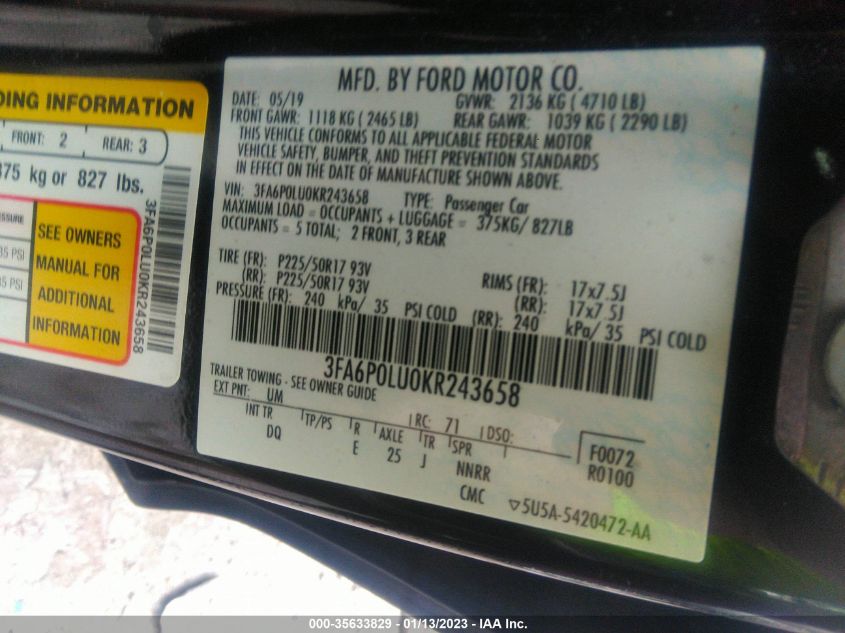 DING INFORMATION
FRONT: 2 REAR: 3
375 kg or 827 lbs.
PRESSURE
35 PSI
35 PSI
SEE OWNERS
MANUAL FOR
ADDITIONAL
INFORMATION
3FA6P0LU0KR243658
MFD. BY FORD MOTOR CO.
DATE: 05/19 GVWR: 2136 KG ( 4710 LB)
FRONT GAWR: 1118 KG ( 2465 LB) REAR GAWR: 1039 KG ( 2290 LB)
THIS VEHICLE CONFORMS TO ALL APPLICABLE FEDERAL MOTOR
VEHICLE SAFETY, BUMPER, AND THEFT PREVENTION STANDARDS
IN EFFECT ON THE DATE OF MANUFACTURE SHOWN ABOVE.
VIN: 3FA6P0LU0KR243658 TYPE: Passenger Car
MAXIMUM LOAD = OCCUPANTS + LUGGAGE = 375KG/ 827LB
OCCUPANTS = 5 TOTAL; 2 FRONT, 3 REAR
TIRE (FR): P225/50R17 93V RIMS (FR): 17x7.5J
(RR): P225/50R17 93V (RR): 17x7.5J
PRESSURE (FR): 240 kPa/ 35 PSI COLD (RR): 240 kPa/ 35 PSI COLD
3FA6P0LU0KR243658
TRAILER TOWING - SEE OWNER GUIDE
EXT PNT: UM RC: 71 DSO:
INT TR TP/PS R AXLE TR SPR F0072
DQ E 25 J NNRR R0100
CMC ▽5U5A-5420472-AA
000-35633829 — 01/13/2023 — IAA Inc.